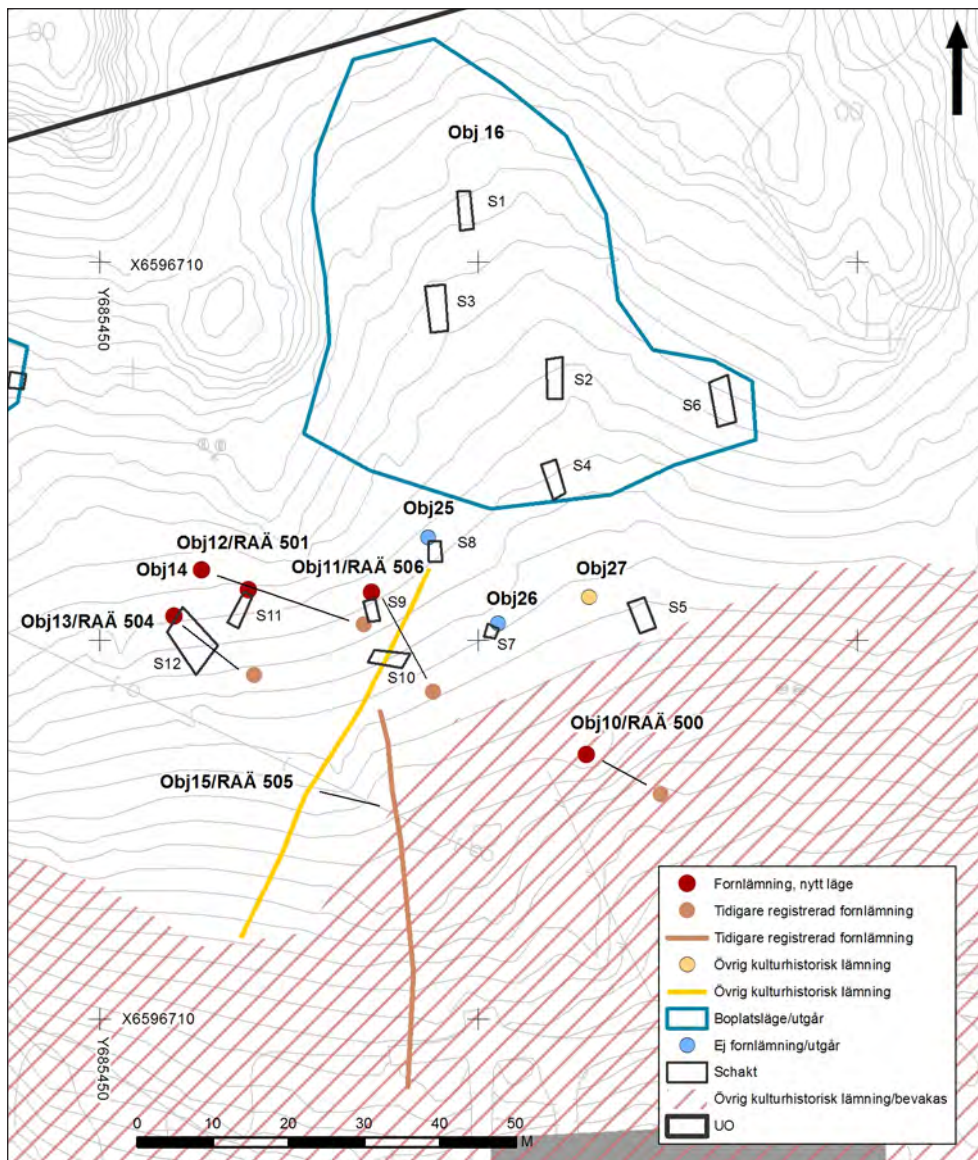 Obj 16
S1
X6596710
Y685450
S3
S2
S6
S4
Obj25
S8
Obj12/RAÄ 501
Obj14
Obj11/RAÄ 506
Obj27
S9
S11
Obj13/RAÄ 504
Obj26
S5
S7
S12
S10
Obj10/RAÄ 500
Obj15/RAÄ 505
Fornlämning, nytt läge
Tidigare registrerad fornlämning
Tidigare registrerad fornlämning
Övrig kulturhistorisk lämning
Övrig kulturhistorisk lämning
Boplatsläge/utgår
Ej fornlämning/utgår
Schakt
Övrig kulturhistorisk lämning/bevakas
UO
X6596710
Y685450
0 10 20 30 40 50
M